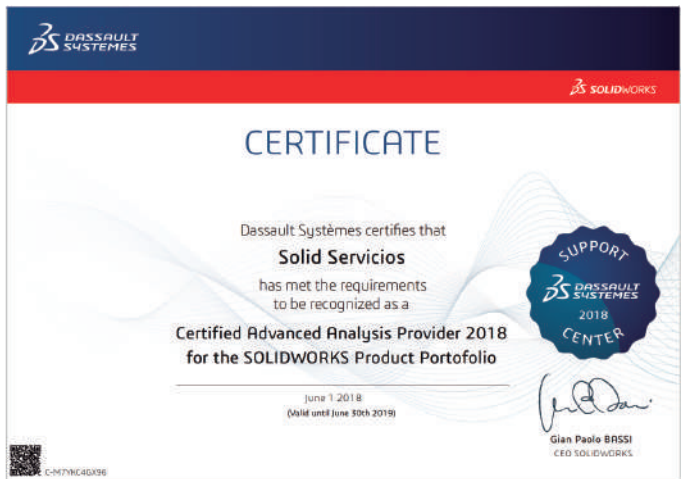 DASSAULT
SYSTEMES
SOLIDWORKS
CERTIFICATE
Dassault Systèmes certifies that
Solid Servicios
has met the requirements
to be recognized as a
Certified Advanced Analysis Provider 2018
for the SOLIDWORKS Product Portofolio
June 1 2018
(Valid until June 30th 2019)
SUPPORT
DASSAULT
SYSTEMES
2018
CENTER
Gian Paolo BASSI
CEO SOLIDWORKS
C-M7YKC4GX96